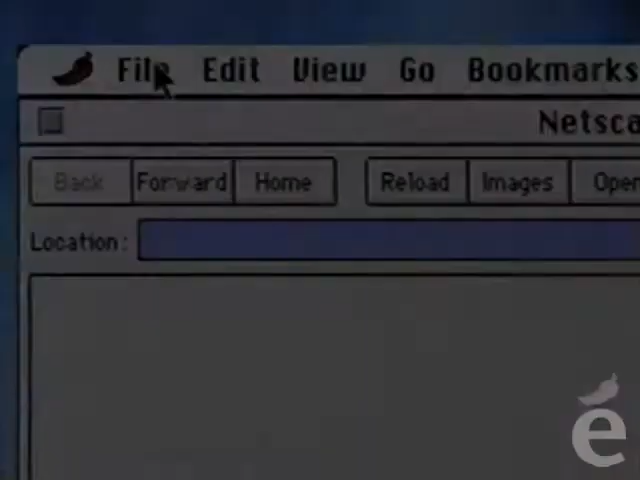 File Edit View Go Bookmarks
Netsca
Back Forward Home Reload Images Open
Location:
é